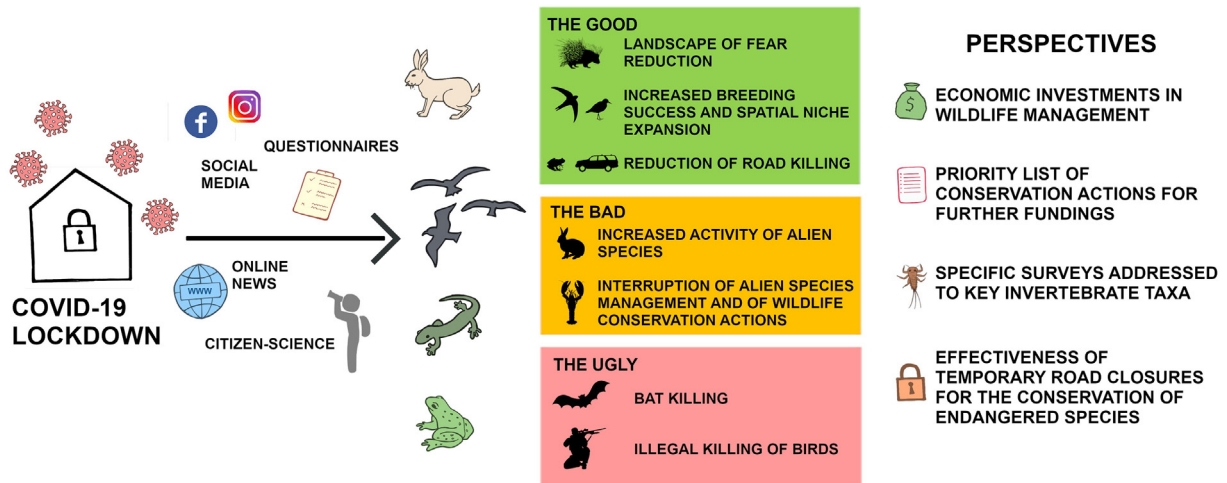 COVID-19
LOCKDOWN
SOCIAL
MEDIA
QUESTIONNAIRES
ONLINE
NEWS
WWW
CITIZEN-SCIENCE
THE GOOD
LANDSCAPE OF FEAR
REDUCTION
INCREASED BREEDING
SUCCESS AND SPATIAL NICHE
EXPANSION
REDUCTION OF ROAD KILLING
THE BAD
INCREASED ACTIVITY OF ALIEN
SPECIES
INTERRUPTION OF ALIEN SPECIES
MANAGEMENT AND OF WILDLIFE
CONSERVATION ACTIONS
THE UGLY
BAT KILLING
ILLEGAL KILLING OF BIRDS
PERSPECTIVES
$
ECONOMIC INVESTMENTS IN
WILDLIFE MANAGEMENT
PRIORITY LIST OF
CONSERVATION ACTIONS FOR
FURTHER FUNDINGS
SPECIFIC SURVEYS ADDRESSED
TO KEY INVERTEBRATE TAXA
EFFECTIVENESS OF
TEMPORARY ROAD CLOSURES
FOR THE CONSERVATION OF
ENDANGERED SPECIES